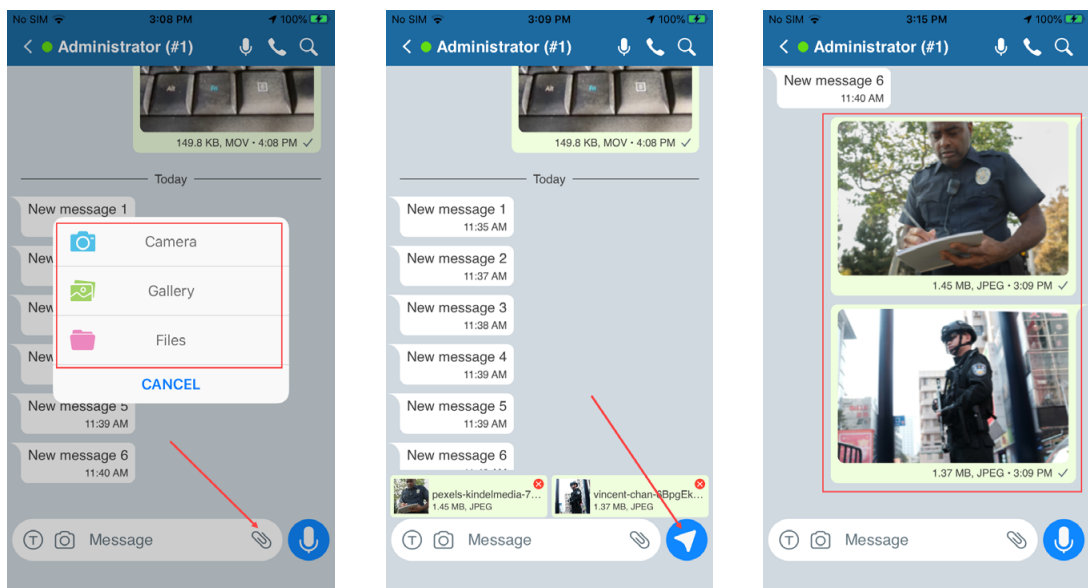 No SIM 3:08 PM 100%
Administrator (#1)
Alt
149.8 KB, MOV • 4:08 PM
Today
New message 1
New
New
New
New message 5
11:39 AM
New message 6
11:40 AM
Camera
Gallery
Files
CANCEL
T Message
No SIM 3:09 PM 100%
Administrator (#1)
Alt
149.8 KB, MOV • 4:08 PM
Today
New message 1
11:35 AM
New message 2
11:37 AM
New message 3
11:38 AM
New message 4
11:39 AM
New message 5
11:39 AM
New message 6
pexels-kindelmedia-7...
1.45 MB, JPEG
vincent-chan-6BpgEk...
1.37 MB, JPEG
T Message
No SIM 3:15 PM 100%
Administrator (#1)
New message 6
11:40 AM
1.45 MB, JPEG • 3:09 PM
1.37 MB, JPEG • 3:09 PM
T Message